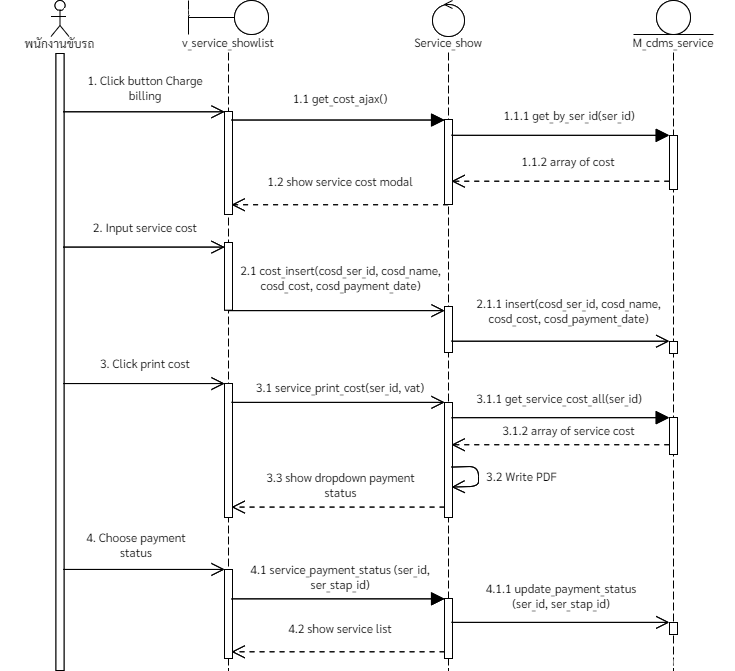 พนักงานขับรถ
v_service_showlist
Service_show
M_cdms_service
1. Click button Charge
billing
1.1 get_cost_ajax()
1.1.1 get_by_ser_id(ser_id)
1.1.2 array of cost
1.2 show service cost modal
2. Input service cost
2.1 cost_insert(cosd_ser_id, cosd_name,
cosd_cost, cosd_payment_date)
2.1.1 insert(cosd_ser_id, cosd_name,
cosd_cost, cosd_payment_date)
3. Click print cost
3.1 service_print_cost(ser_id, vat)
3.1.1 get_service_cost_all(ser_id)
3.1.2 array of service cost
3.2 Write PDF
3.3 show dropdown payment
status
4. Choose payment
status
4.1 service_payment_status (ser_id,
ser_stap_id)
4.1.1 update_payment_status
(ser_id, ser_stap_id)
4.2 show service list